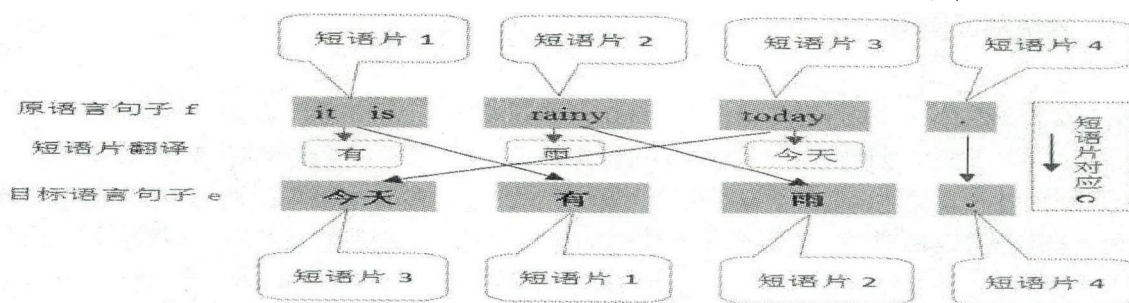 短语片 1 短语片 2 短语片 3 短语片 4
原语言句子 f it is rainy today .
短语片翻译 有 雨 今天
目标语言句子 e 今天 有 雨 。
短语片 3 短语片 1 短语片 2 短语片 4
短语片对应 C